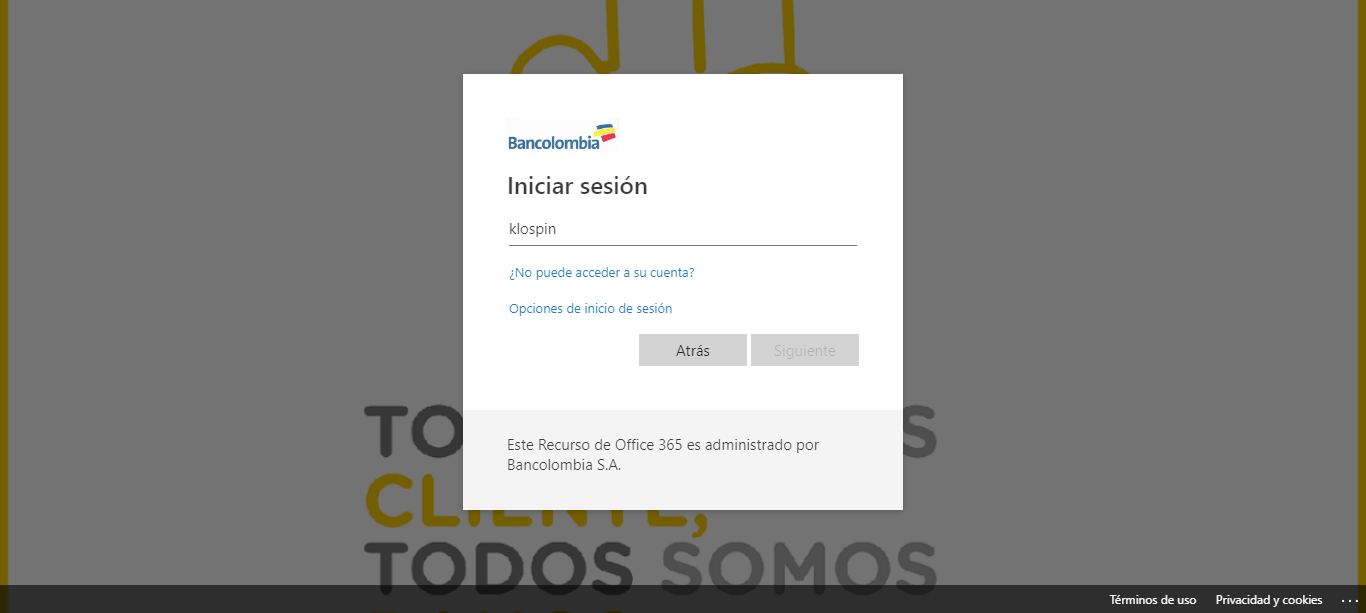 Bancolombia
Iniciar sesión
klospin
¿No puede acceder a su cuenta?
Opciones de inicio de sesión
Atrás Siguiente
Este Recurso de Office 365 es administrado por
Bancolombia S.A.
TO S
CLIENTE,
TODOS SOMOS
Términos de uso Privacidad y cookies ...